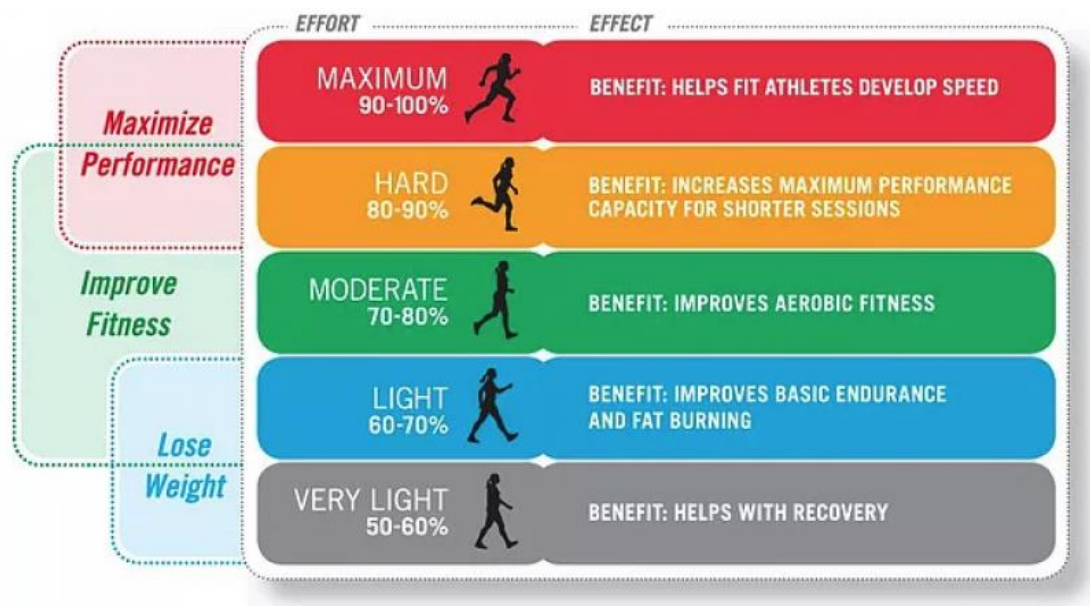 EFFORT
EFFECT
Maximize
Performance
MAXIMUM
90-100%
BENEFIT: HELPS FIT ATHLETES DEVELOP SPEED
HARD
80-90%
BENEFIT: INCREASES MAXIMUM PERFORMANCE
CAPACITY FOR SHORTER SESSIONS
Improve
Fitness
MODERATE
70-80%
BENEFIT: IMPROVES AEROBIC FITNESS
LIGHT
60-70%
BENEFIT: IMPROVES BASIC ENDURANCE
AND FAT BURNING
Lose
Weight
VERY LIGHT
50-60%
BENEFIT: HELPS WITH RECOVERY